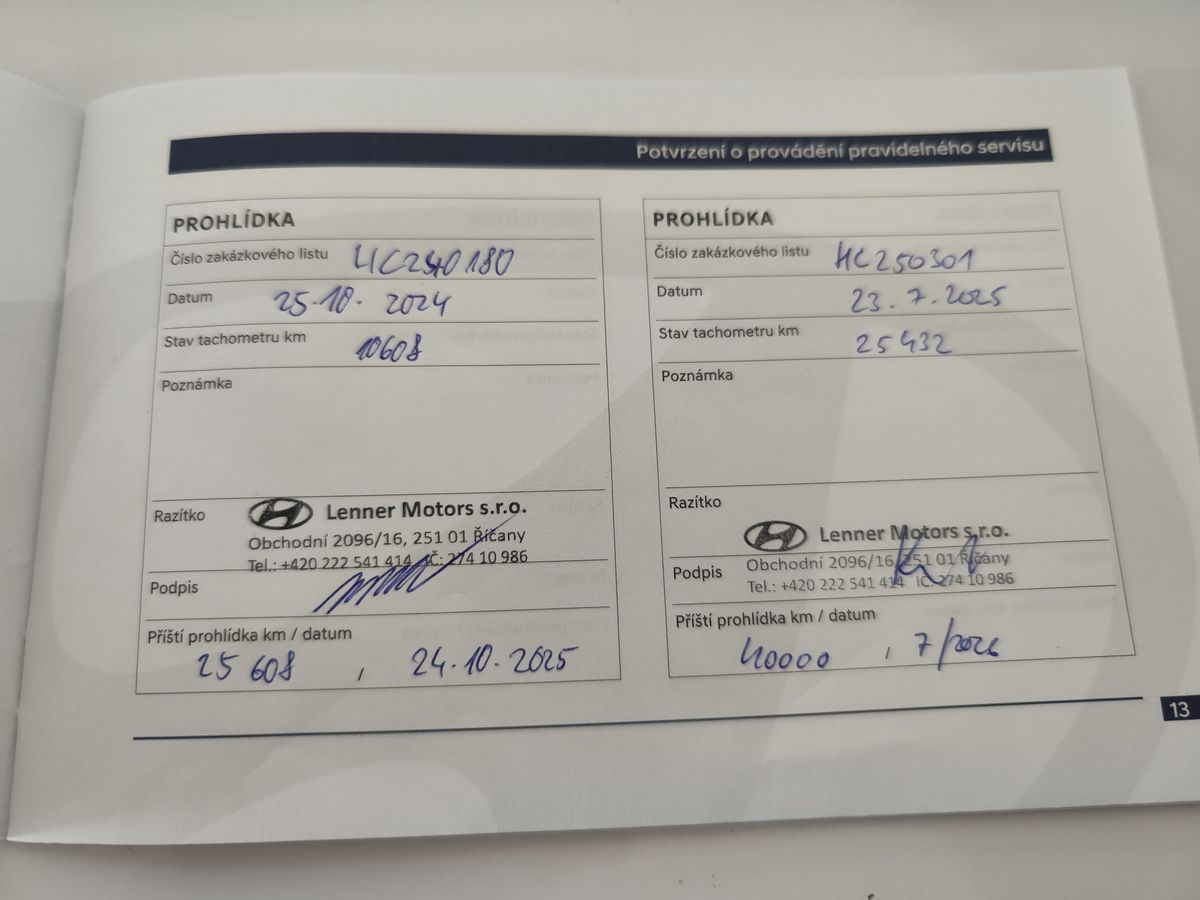 Potvrzení o provádění pravidelného servisu
PROHLÍDKA
Číslo zakázkového listu HC240180
Datum 25.10. 2024
Stav tachometru km 10608
Poznámka
Razítko
Lenner Motors s.r.o.
Obchodní 2096/16, 251 01 Říčany
Tel.: +420 222 541 414 IČ: 274 10 986
Podpis
Příští prohlídka km / datum
25 608 , 24.10.2025
PROHLÍDKA
Číslo zakázkového listu HC250301
Datum 23.7.2025
Stav tachometru km 25432
Poznámka
Razítko
Lenner Motors s.r.o.
Obchodní 2096/16, 251 01 Říčany
Podpis
Tel.: +420 222 541 414 IČ: 274 10 986
Příští prohlídka km / datum
40000 , 7/2026
13